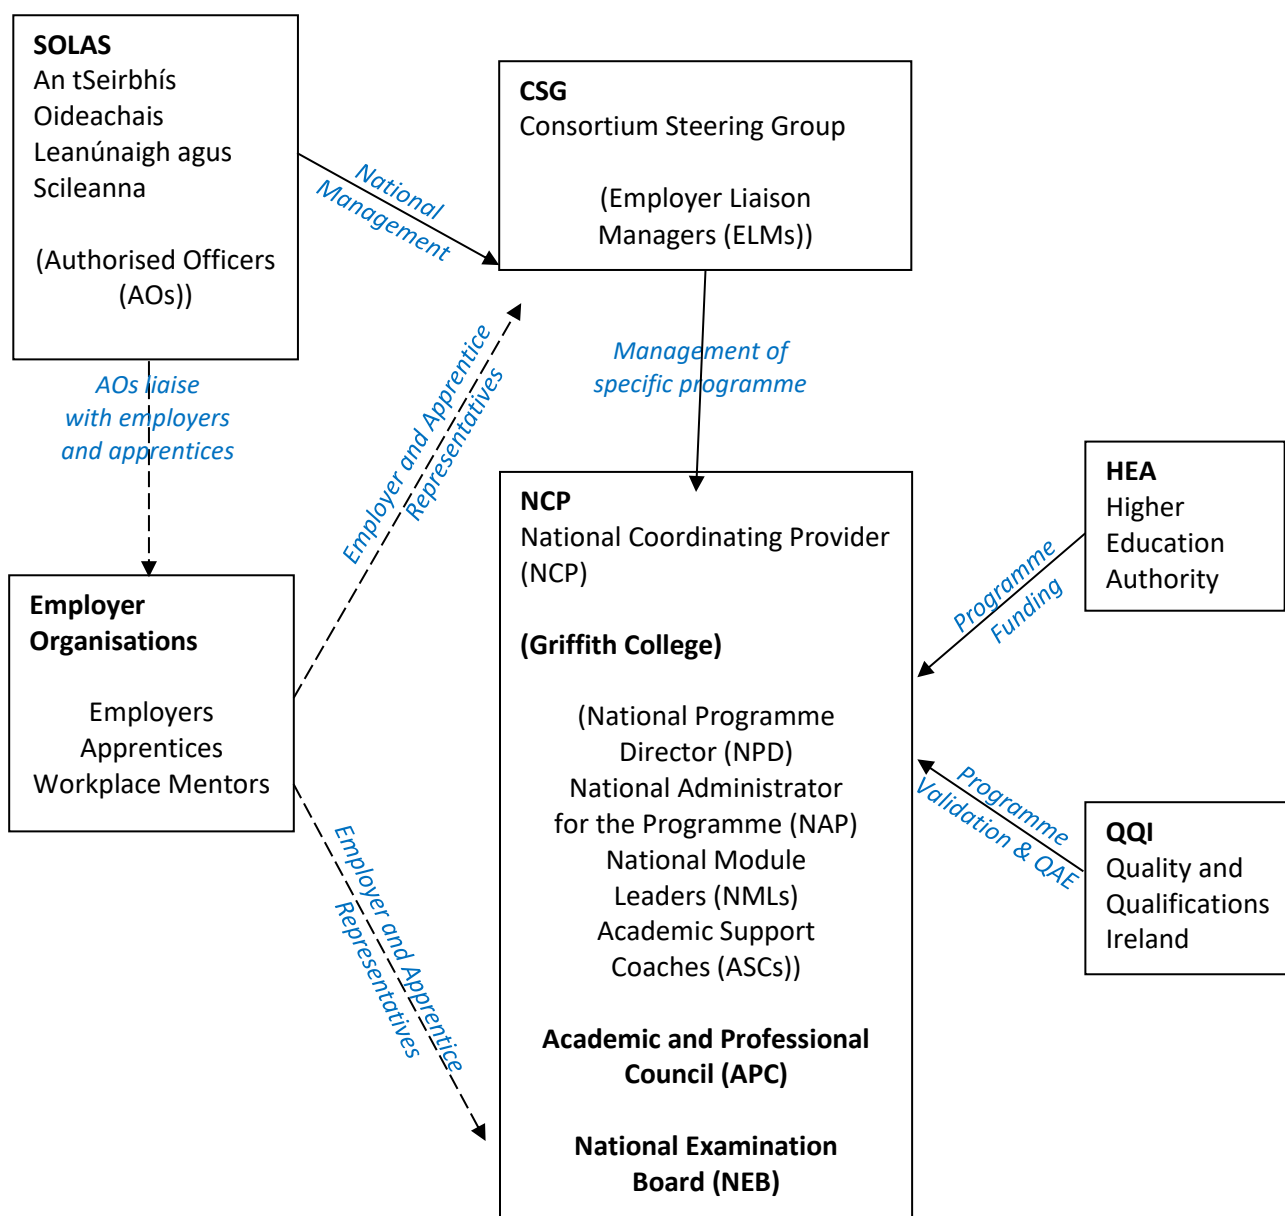 SOLAS
An tSeirbhís
Oideachais
Leanúnaigh agus
Scileanna
(Authorised Officers
(AOs))
National
Management
CSG
Consortium Steering Group
(Employer Liaison
Managers (ELMs))
AOs liaise
with employers
and apprentices
Employer and Apprentice
Representatives
Management of
specific programme
Employer
Organisations
Employers
Apprentices
Workplace Mentors
Employer and Apprentice
Representatives
NCP
National Coordinating Provider
(NCP)
(Griffith College)
(National Programme
Director (NPD)
National Administrator
for the Programme (NAP)
National Module
Leaders (NMLs)
Academic Support
Coaches (ASCs))
Academic and Professional
Council (APC)
National Examination
Board (NEB)
Programme
Funding
HEA
Higher
Education
Authority
Programme
Validation & QAE
QQI
Quality and
Qualifications
Ireland